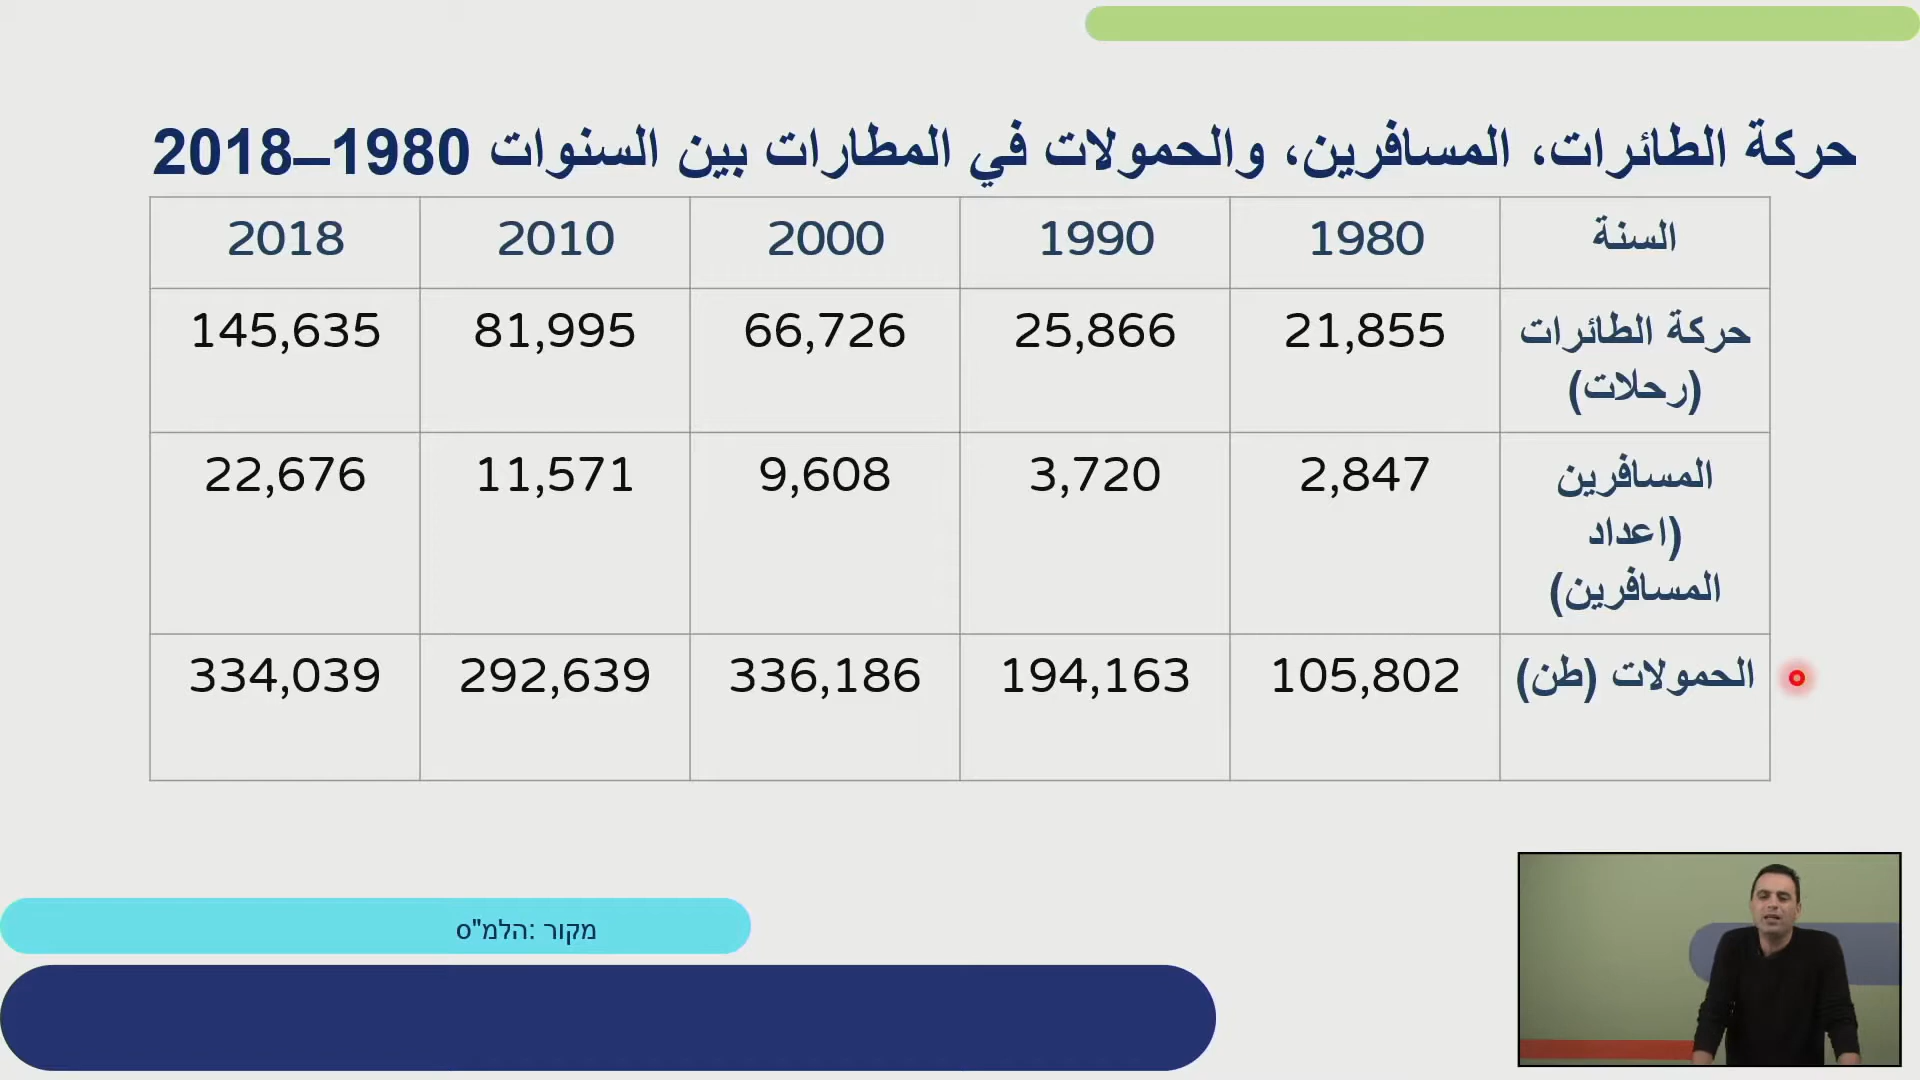 حركة الطائرات، المسافرين، والحمولات في المطارات بين السنوات 1980–2018
السنة 1980 1990 2000 2010 2018
حركة الطائرات 21,855 25,866 66,726 81,995 145,635
(رحلات)
المسافرين 2,847 3,720 9,608 11,571 22,676
(اعداد
المسافرين)
الحمولات (طن) 105,802 194,163 336,186 292,639 334,039
מקור :הלמ"ס